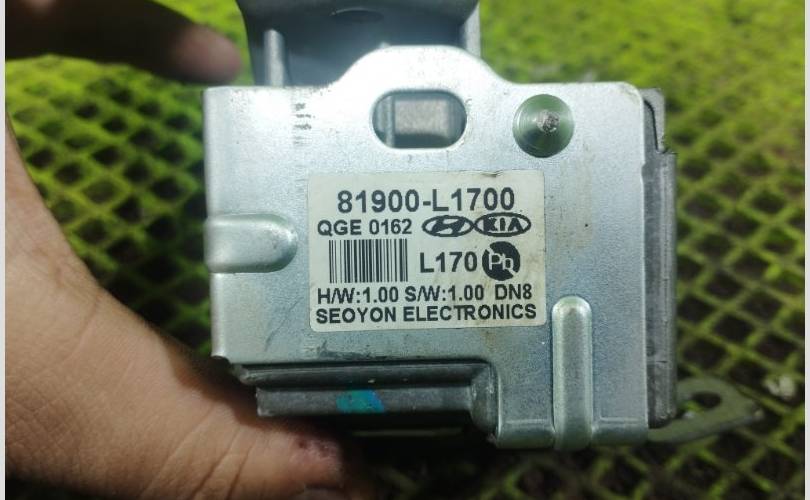 81900-L1700
QGE 0162 KIA
L170 Pb
H/W:1.00 S/W:1.00 DN8
SEOYON ELECTRONICS